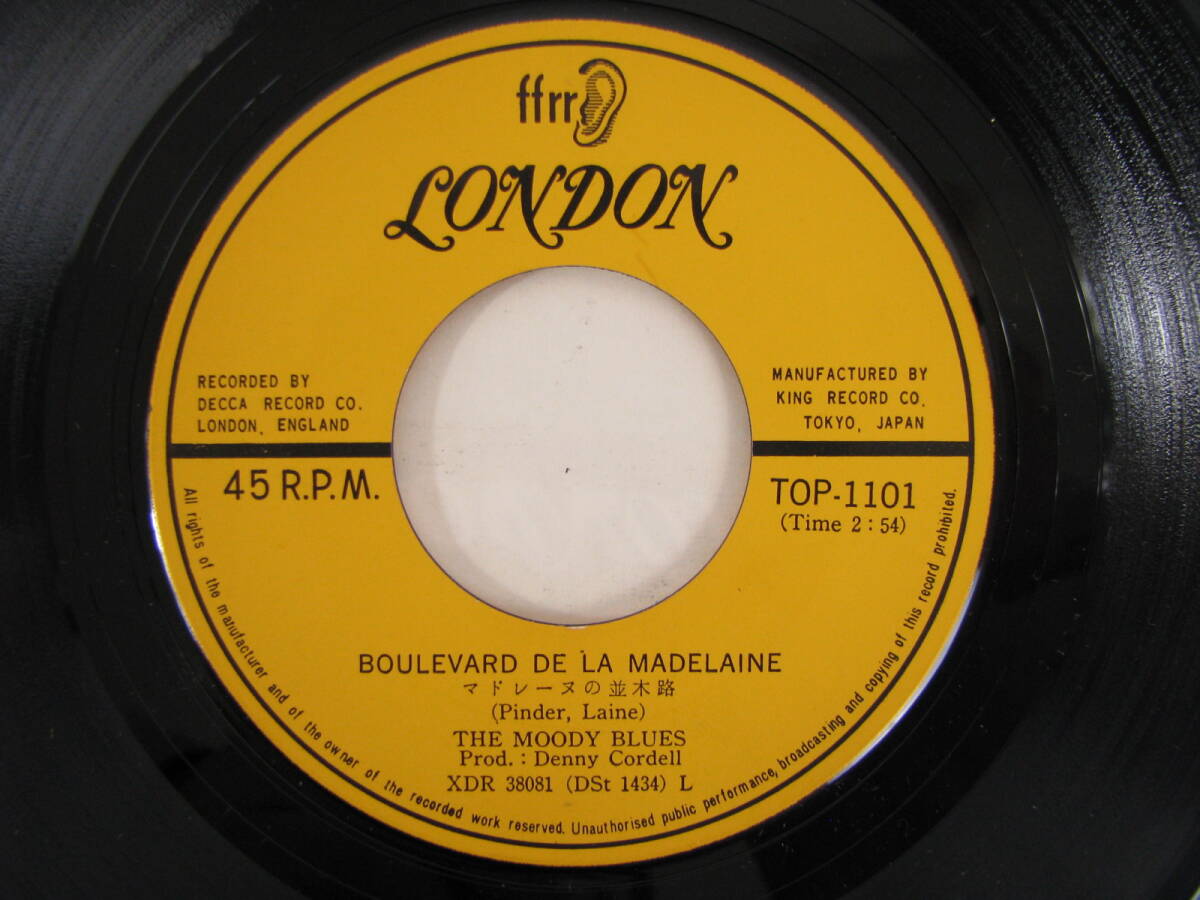 ffrr
LONDON
RECORDED BY
DECCA RECORD CO.
LONDON, ENGLAND
MANUFACTURED BY
KING RECORD CO.
TOKYO, JAPAN
45 R.P.M.
TOP-1101
(Time 2:54)
BOULEVARD DE LA MADELAINE
マドレーヌの並木路
(Pinder, Laine)
THE MOODY BLUES
Prod.: Denny Cordell
XDR 38081 (DSt 1434) L
All rights of the manufacturer and of the owner of the recorded work reserved. Unauthorised public performance, broadcasting and copying of this record prohibited.